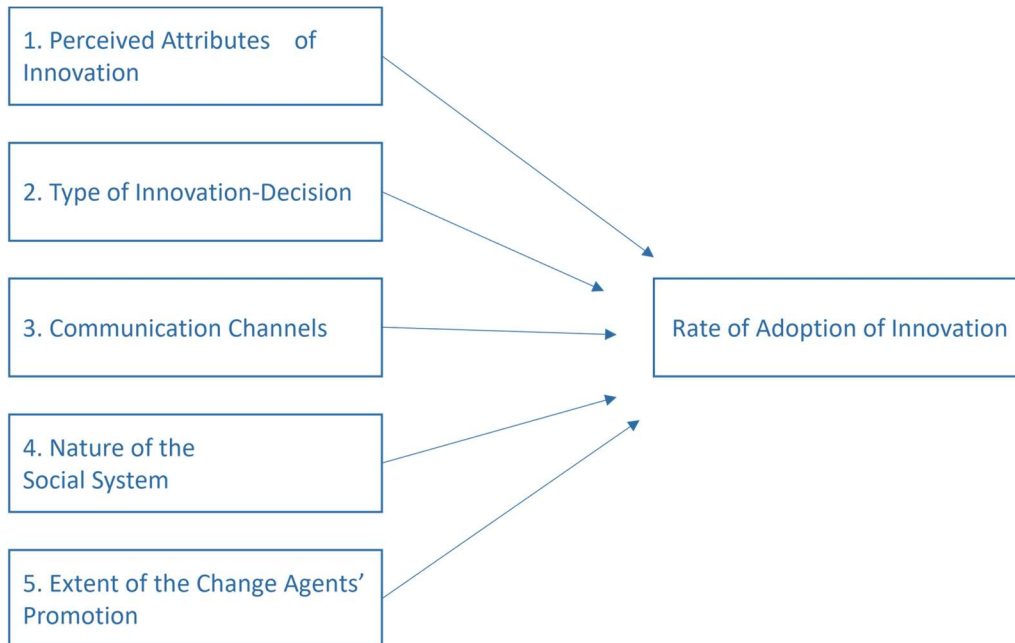 1. Perceived Attributes of
Innovation
2. Type of Innovation-Decision
3. Communication Channels
4. Nature of the
Social System
5. Extent of the Change Agents’
Promotion
Rate of Adoption of Innovation